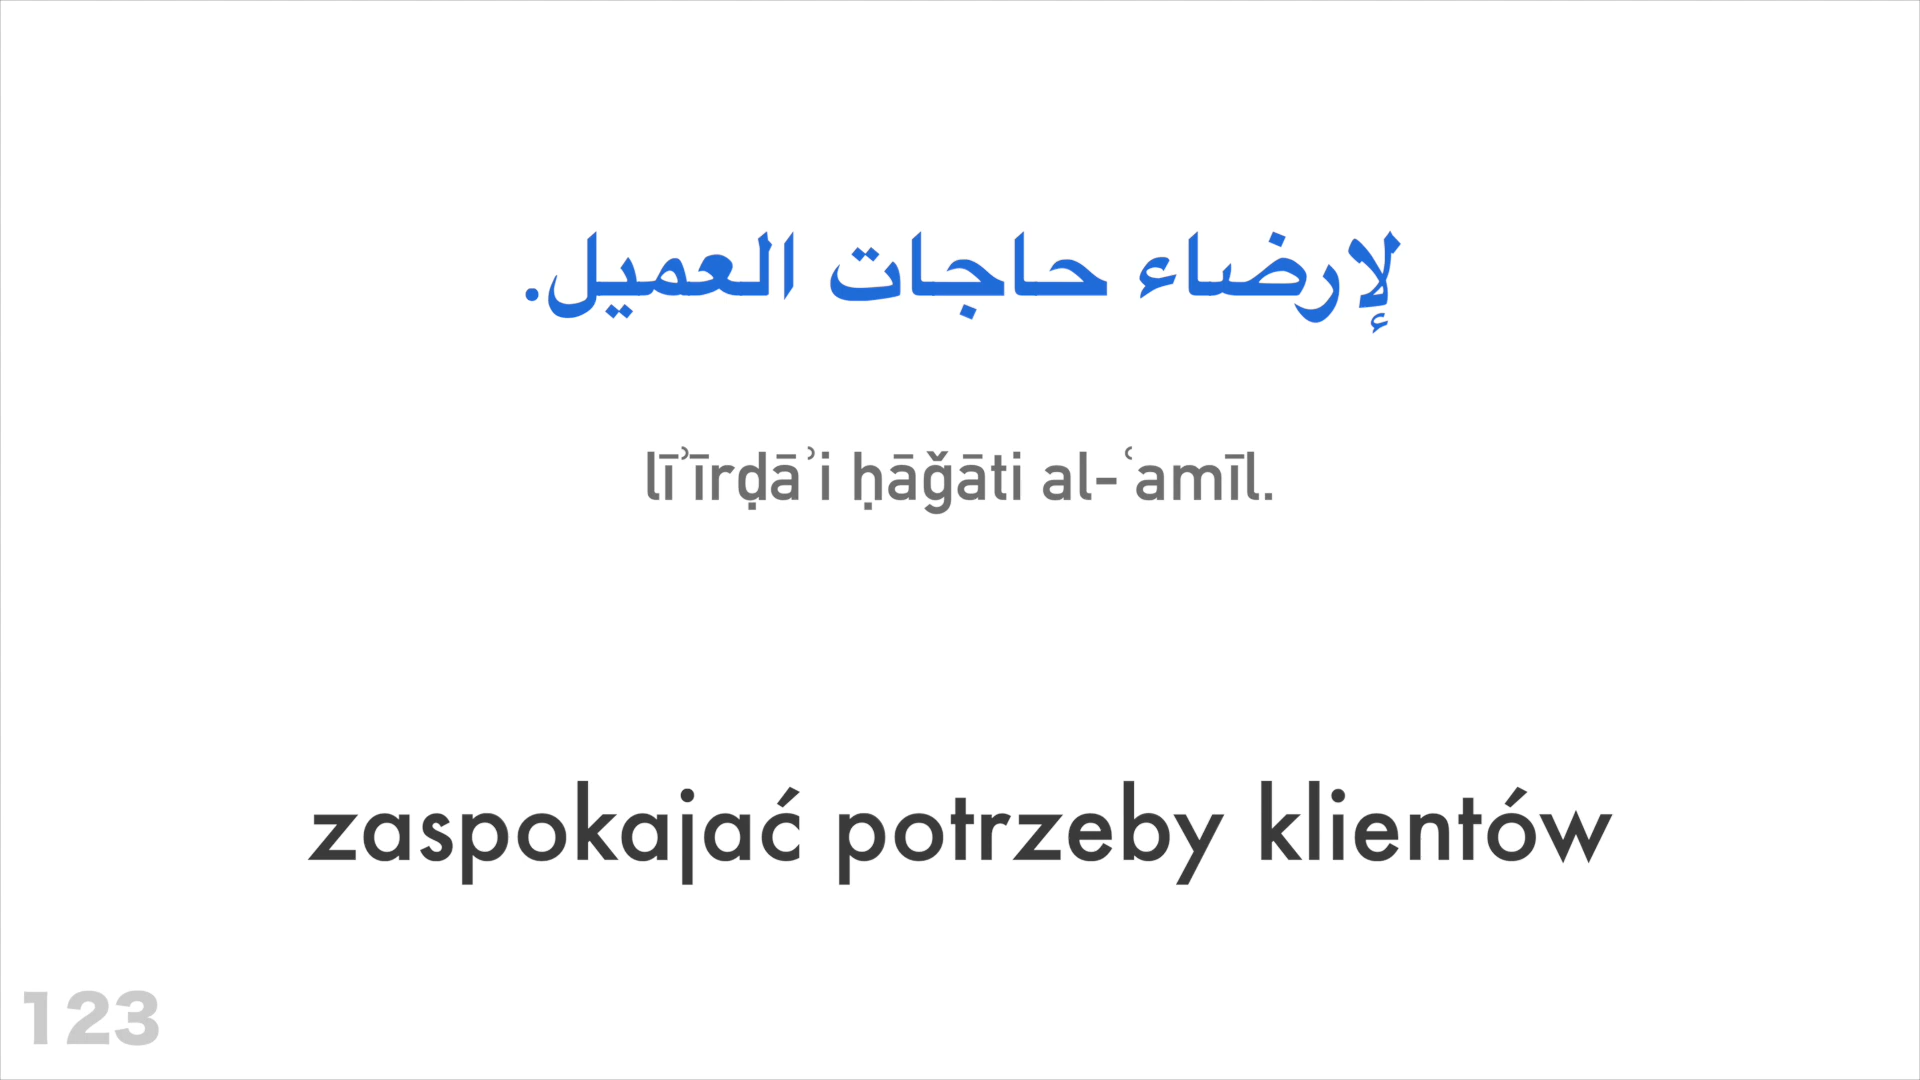 لإرضاء حاجات العميل.
līʾīrḍāʾi ḥāǧāti al-ʿamīl.
zaspokajać potrzeby klientów
123